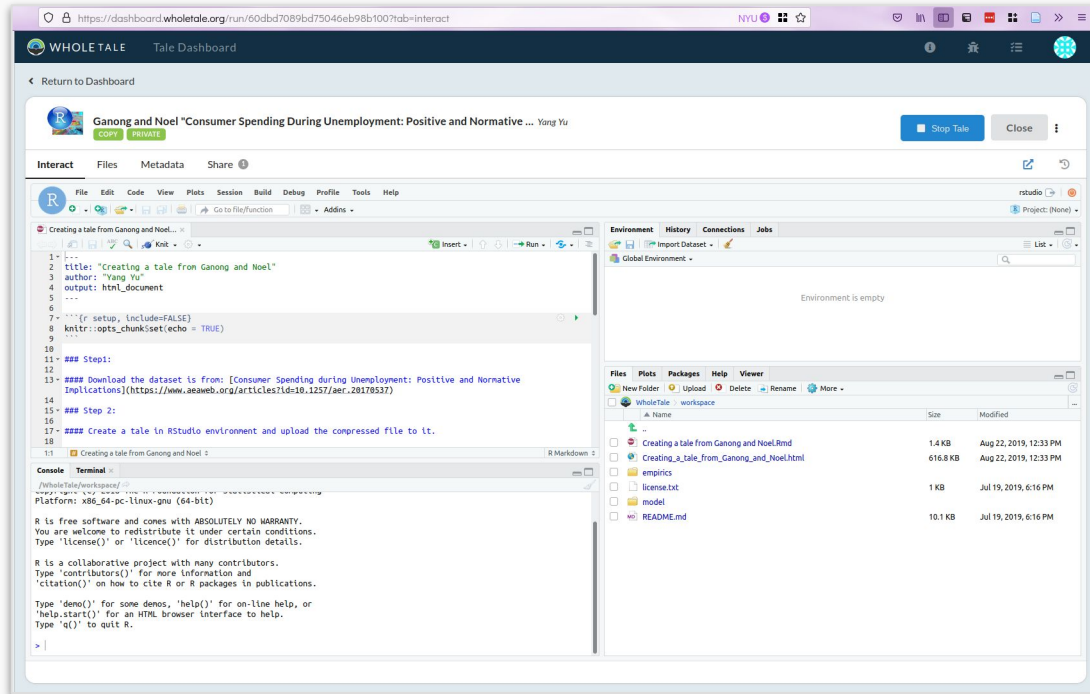 https://dashboard.wholetale.org/run/60dbd7089bd75046eb98b100?tab=interact
NYU
WHOLE TALE Tale Dashboard
Return to Dashboard
Ganong and Noel "Consumer Spending During Unemployment: Positive and Normative ... Yang Yu
COPY PRIVATE
Stop Tale Close
Interact Files Metadata Share
File Edit Code View Plots Session Build Debug Profile Tools Help
rstudio
Go to file/function Addins
Project: (None)
Creating a tale from Ganong and Noel...
Knit Insert Run
1 ---
2 title: "Creating a tale from Ganong and Noel"
3 author: "Yang Yu"
4 output: html_document
5 ---
6
7 ```{r setup, include=FALSE}
8 knitr::opts_chunk$set(echo = TRUE)
9 ```
10
11 ### Step1:
12
13 #### Download the dataset is from: [Consumer Spending during Unemployment: Positive and Normative
Implications](https://www.aeaweb.org/articles?id=10.1257/aer.20170537)
14
15 ### Step 2:
16
17 #### Create a tale in RStudio environment and upload the compressed file to it.
18
1:1 Creating a tale from Ganong and Noel R Markdown
Console Terminal
/WholeTale/workspace/
Platform: x86_64-pc-linux-gnu (64-bit)
R is free software and comes with ABSOLUTELY NO WARRANTY.
You are welcome to redistribute it under certain conditions.
Type 'license()' or 'licence()' for distribution details.
R is a collaborative project with many contributors.
Type 'contributors()' for more information and
'citation()' on how to cite R or R packages in publications.
Type 'demo()' for some demos, 'help()' for on-line help, or
'help.start()' for an HTML browser interface to help.
Type 'q()' to quit R.
>
Environment History Connections Jobs
Import Dataset List
Global Environment
Environment is empty
Files Plots Packages Help Viewer
New Folder Upload Delete Rename More
WholeTale workspace
Name Size Modified
..
Creating a tale from Ganong and Noel.Rmd 1.4 KB Aug 22, 2019, 12:33 PM
Creating_a_tale_from_Ganong_and_Noel.html 616.8 KB Aug 22, 2019, 12:33 PM
empirics
license.txt 1 KB Jul 19, 2019, 6:16 PM
model
README.md 10.1 KB Jul 19, 2019, 6:16 PM